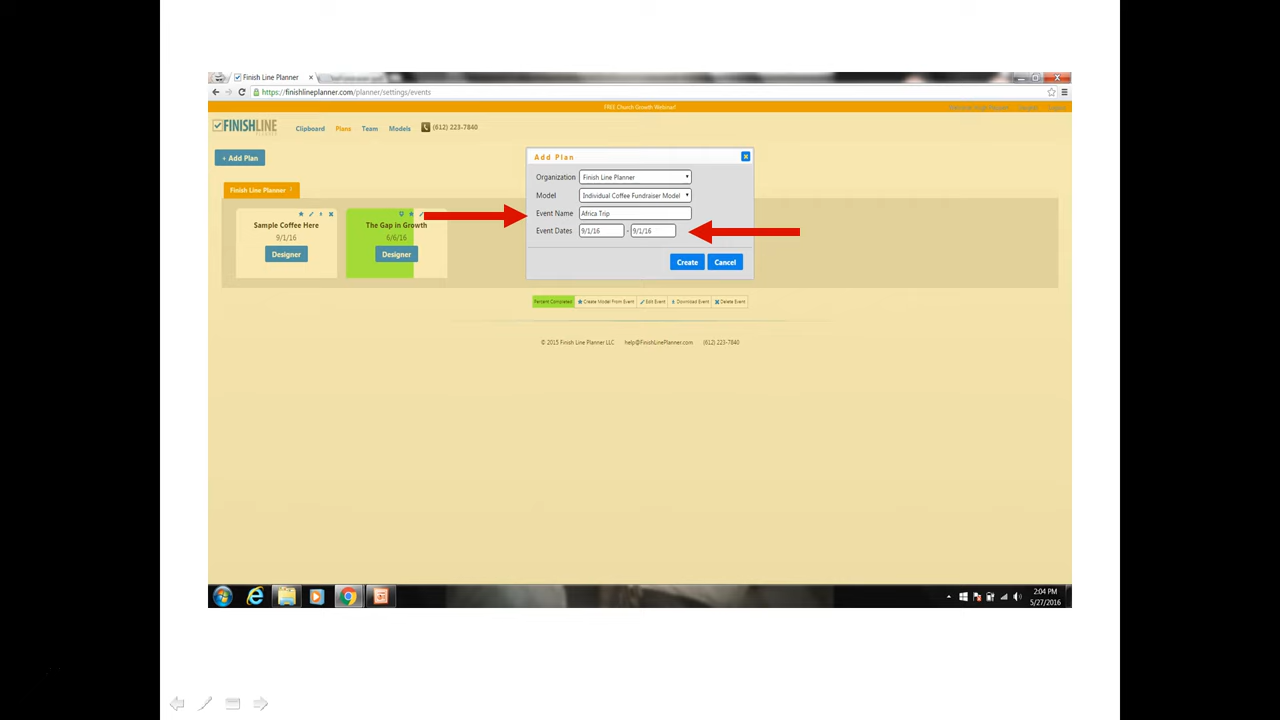 Finish Line Planner
https://finishlineplanner.com/planner/settings/events
FREE Church Growth Webinar!
FINISHLINE
PLANNER
Clipboard Plans Team Models (612) 223-7840
+ Add Plan
Finish Line Planner
Sample Coffee Here
9/1/16
Designer
The Gap in Growth
6/6/16
Designer
Add Plan
Organization Finish Line Planner
Model Individual Coffee Fundraiser Model
Event Name Africa Trip
Event Dates 9/1/16 - 9/1/16
Create Cancel
Percent Completed Create Model From Event Edit Event Download Event Delete Event
© 2015 Finish Line Planner LLC help@FinishLinePlanner.com (612) 223-7840
2:04 PM
5/27/2016